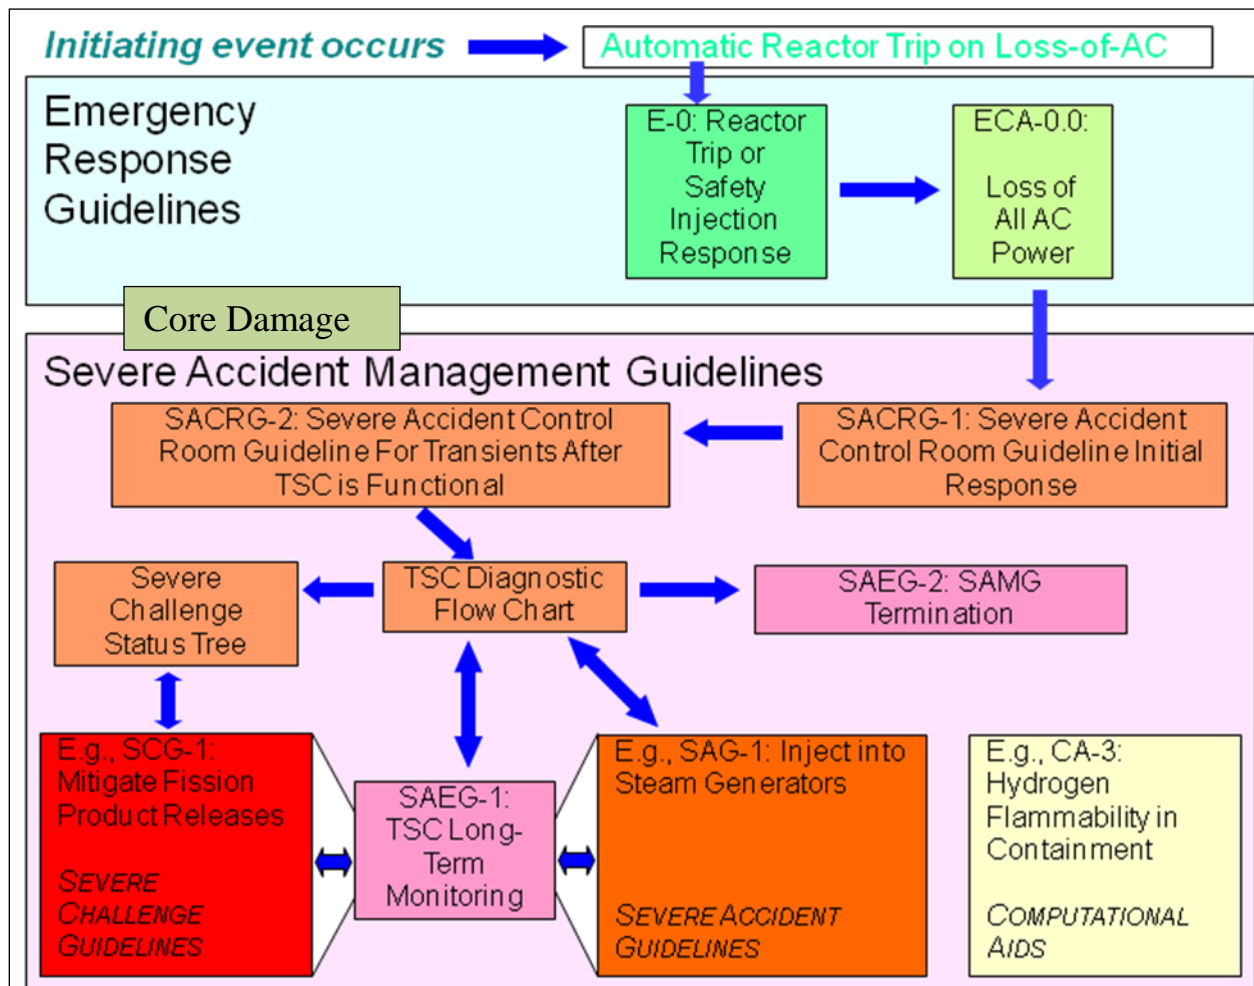 Initiating event occurs
Automatic Reactor Trip on Loss-of-AC
Emergency
Response
Guidelines
E-0: Reactor
Trip or
Safety
Injection
Response
ECA-0.0:
Loss of
All AC
Power
Core Damage
Severe Accident Management Guidelines
SACRG-2: Severe Accident Control
Room Guideline For Transients After
TSC is Functional
SACRG-1: Severe Accident
Control Room Guideline Initial
Response
Severe
Challenge
Status Tree
TSC Diagnostic
Flow Chart
SAEG-2: SAMG
Termination
E.g., SCG-1:
Mitigate Fission
Product Releases
SEVERE
CHALLENGE
GUIDELINES
SAEG-1:
TSC Long-
Term
Monitoring
E.g., SAG-1: Inject into
Steam Generators
SEVERE ACCIDENT
GUIDELINES
E.g., CA-3:
Hydrogen
Flammability in
Containment
COMPUTATIONAL
AIDS